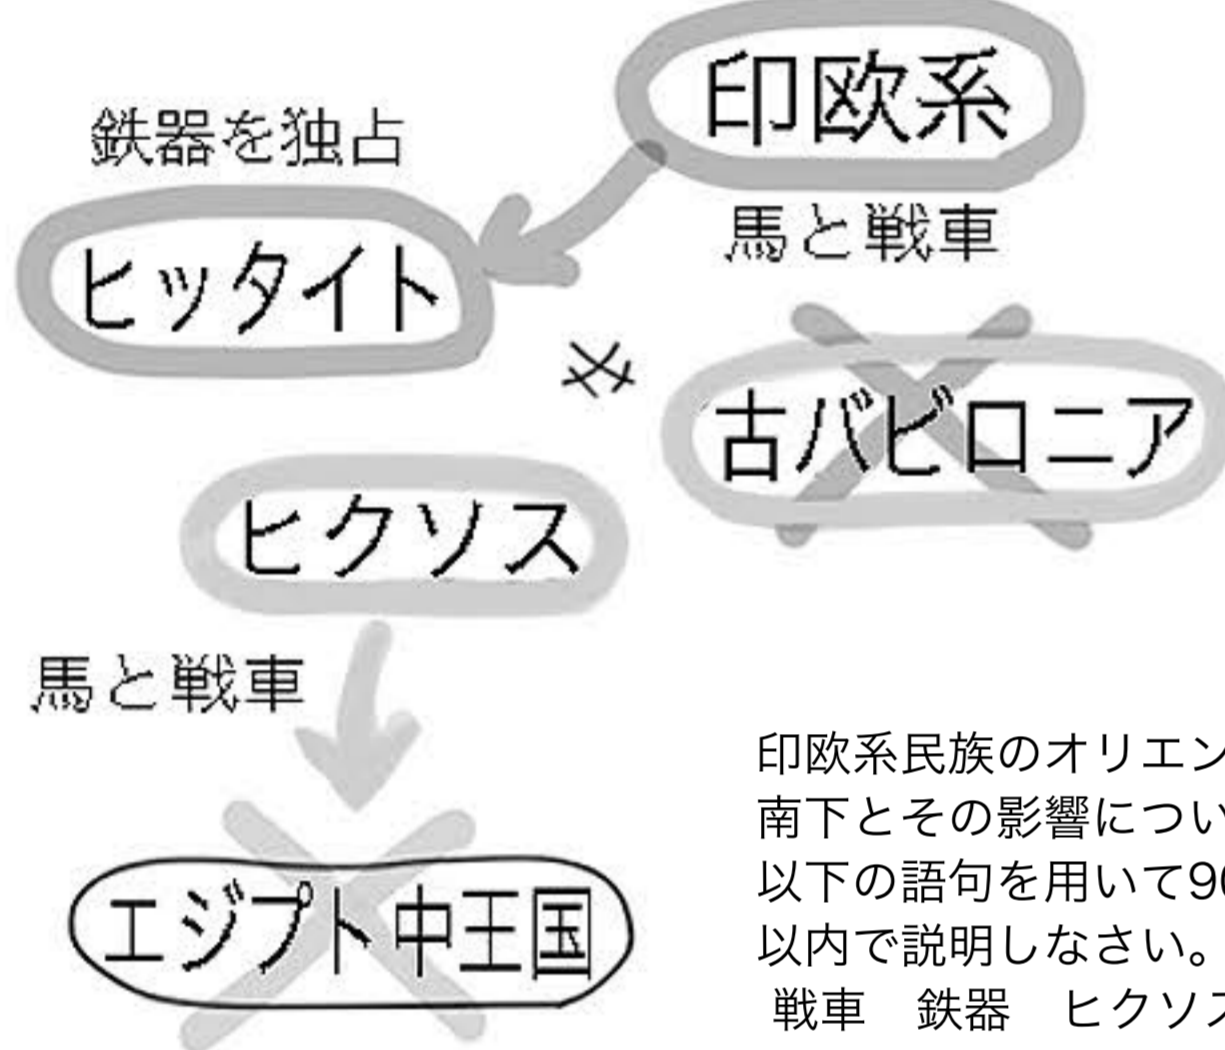 印欧系
鉄器を独占
馬と戦車
ヒッタイト
古バビロニア
ヒクソス
馬と戦車
エジプト中王国
印欧系民族のオリエン
南下とその影響につい
以下の語句を用いて90
以内で説明しなさい。
戦車 鉄器 ヒクソス